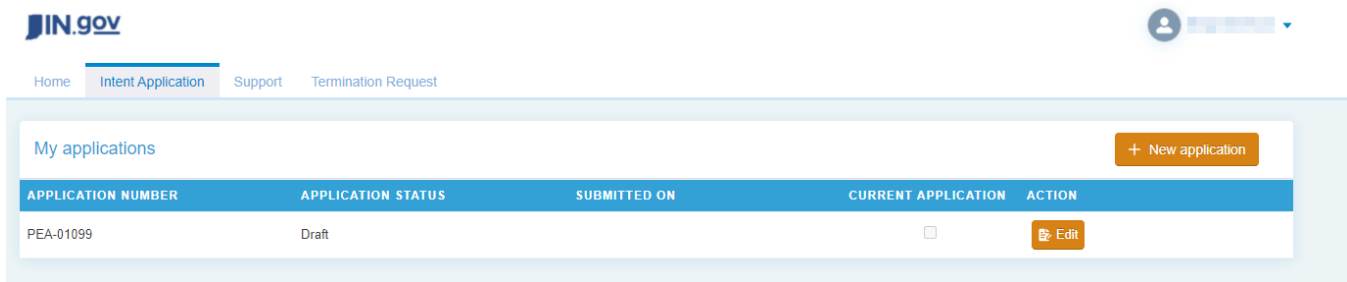 IN.gov
Home Intent Application Support Termination Request
My applications
+ New application
APPLICATION NUMBER APPLICATION STATUS SUBMITTED ON CURRENT APPLICATION ACTION
PEA-01099 Draft Edit